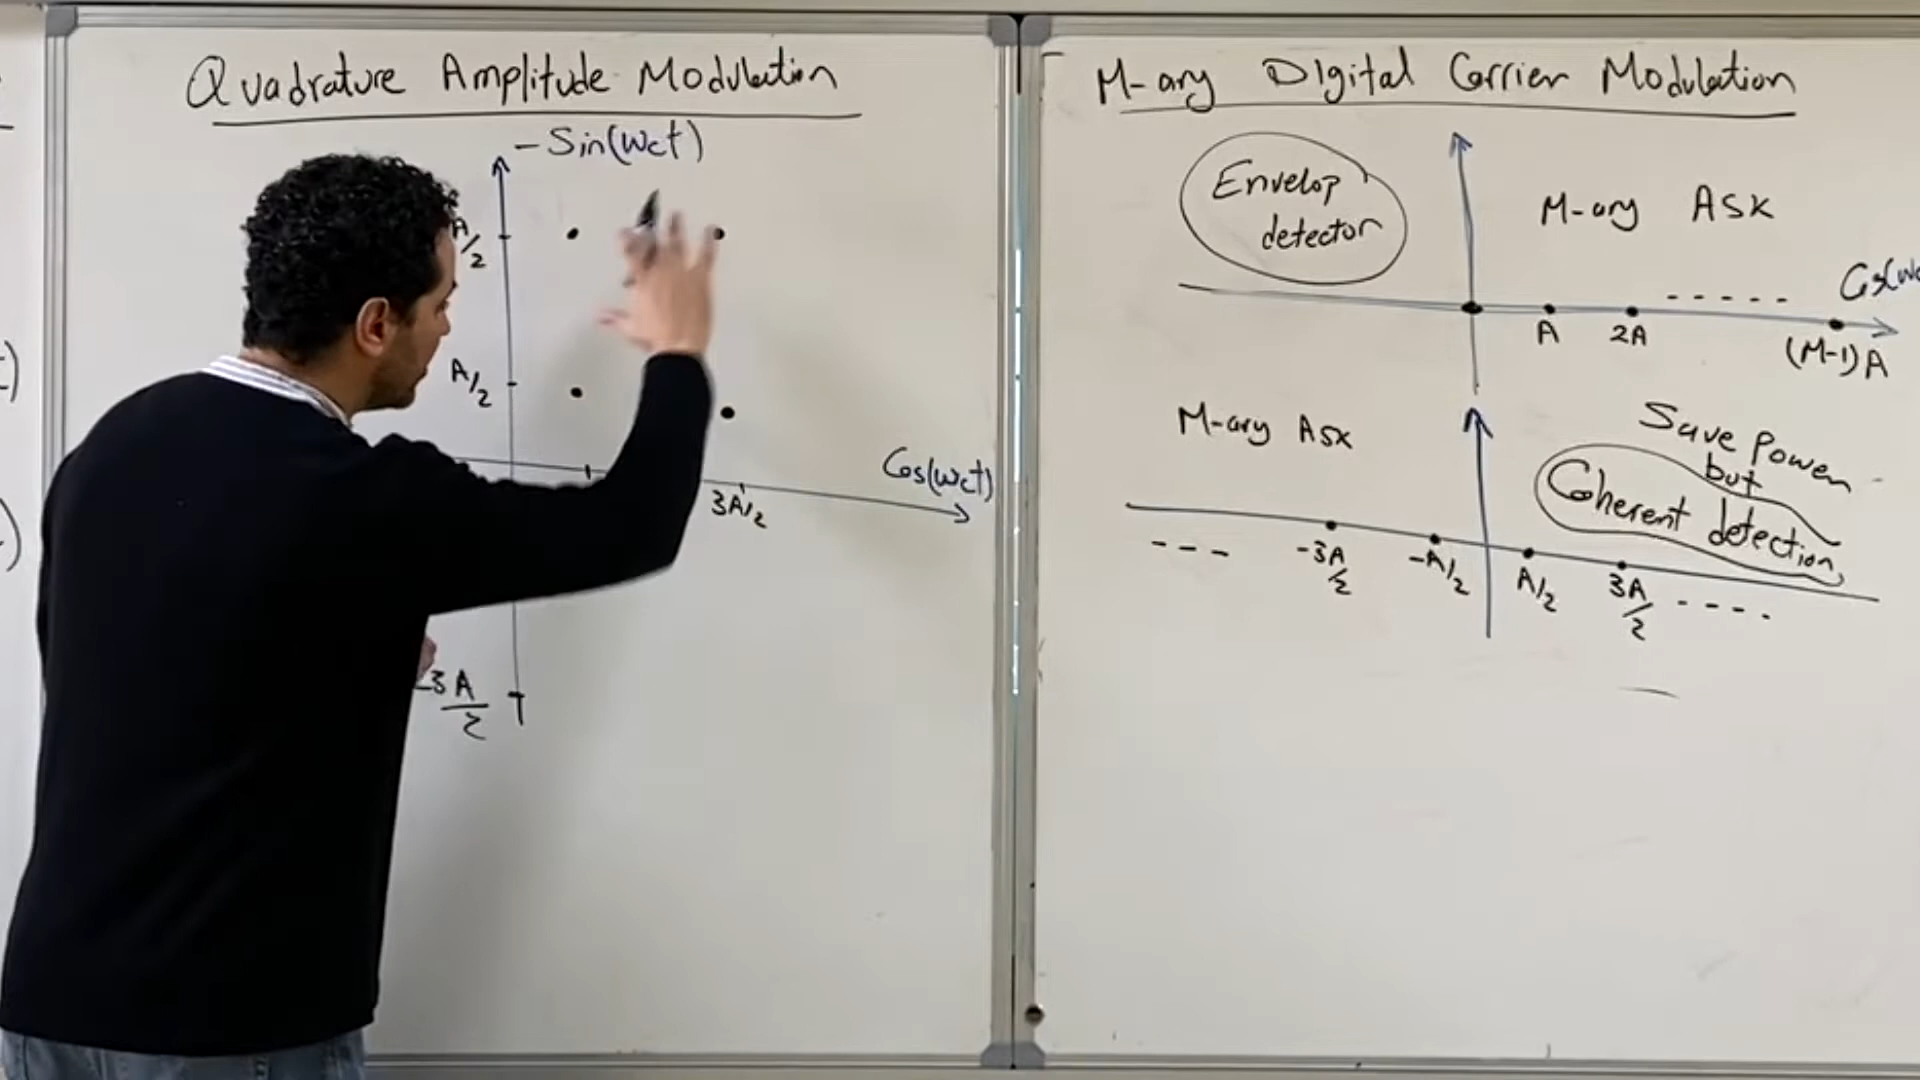 Quadrature Amplitude Modulation
-Sin(wct)
A/2
A/2
Cos(wct)
3A/2
-3A/2
M-ary Digital Carrier Modulation
Envelop
detector
M-ary ASK
A
2A
-----
(M-1)A
M-ary ASK
Save Power
but
Coherent detection
---
-3A/2
-A/2
A/2
3A/2
----